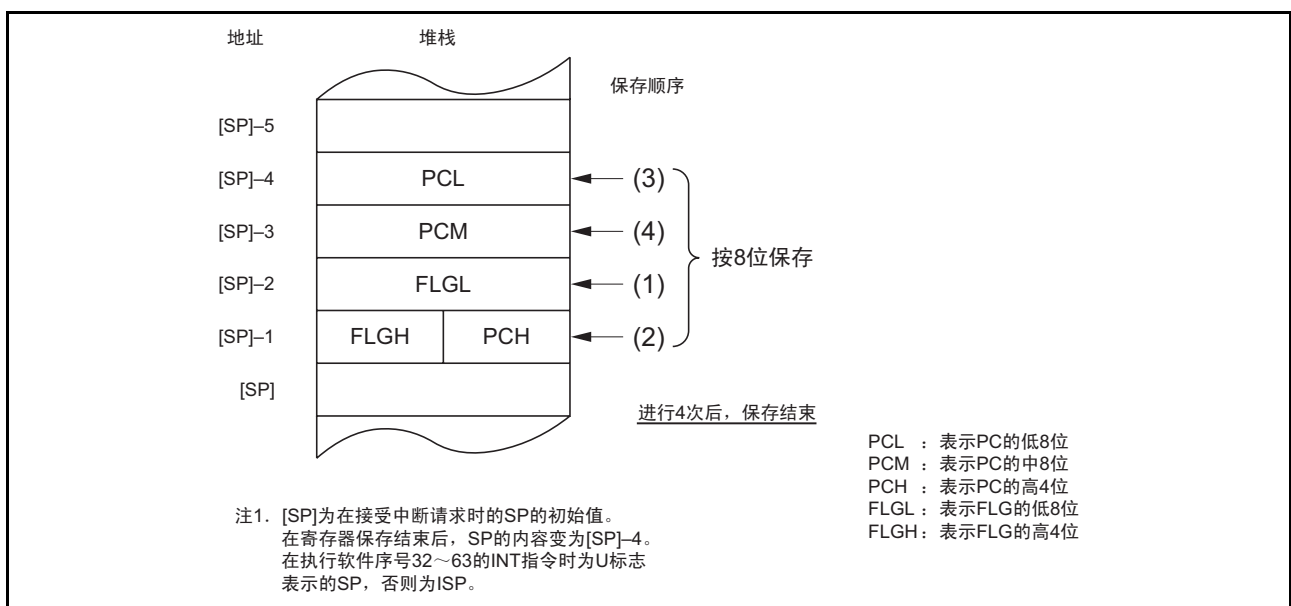 地址 堆栈
保存顺序
[SP]–5
[SP]–4 PCL (3)
[SP]–3 PCM (4)
按8位保存
[SP]–2 FLGL (1)
[SP]–1 FLGH PCH (2)
[SP]
进行4次后，保存结束
PCL ：表示PC的低8位
PCM ：表示PC的中8位
PCH ：表示PC的高4位
FLGL ：表示FLG的低8位
FLGH ：表示FLG的高4位
注1. [SP]为在接受中断请求时的SP的初始值。
在寄存器保存结束后，SP的内容变为[SP]–4。
在执行软件序号32～63的INT指令时为U标志
表示的SP，否则为ISP。